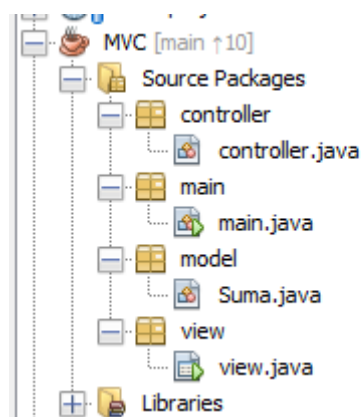 MVC [main ↑10]
Source Packages
controller
controller.java
main
main.java
model
Suma.java
view
view.java
Libraries